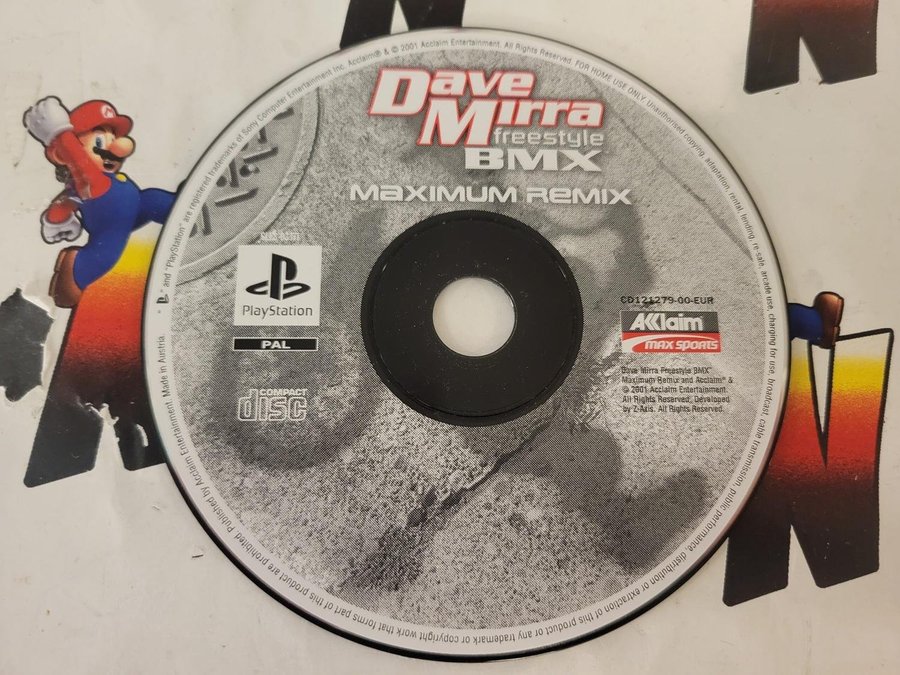 Dave
Mirra
freestyle
BMX
MAXIMUM REMIX
PlayStation
PAL
COMPACT
disc
CD121279-00-EUR
AKClaim
max sports
Dave Mirra Freestyle BMX®
Maximum Remix and Acclaim® &
© 2001 Acclaim Entertainment.
All Rights Reserved. Developed
by Z-Axis. All Rights Reserved.
" and "PlayStation" are registered trademarks of Sony Computer Entertainment Inc. Acclaim® & © 2001 Acclaim Entertainment. All Rights Reserved. FOR HOME USE ONLY. Unauthorised copying, adaptation, rental, lending, re-sale, arcade use, charging for use, broadcast, cable transmission, public performance, distribution or extraction of this product or any trademark or copyright work that forms part of this product are prohibited. Published by Acclaim Entertainment. Made in Austria.
N
N